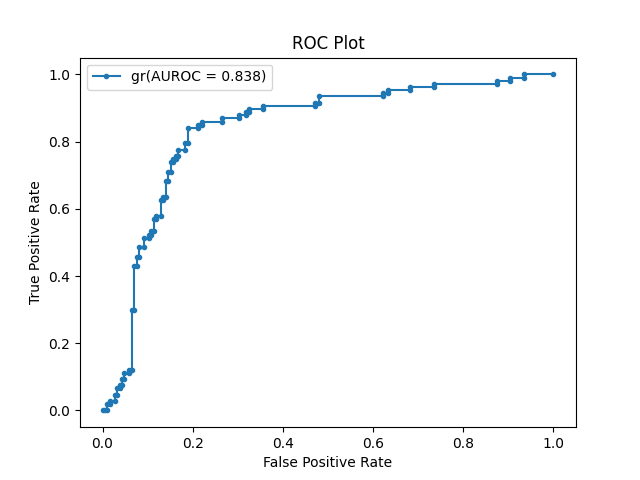 ROC Plot
gr(AUROC = 0.838)
1.0
0.8
0.6
0.4
0.2
0.0
True Positive Rate
0.0 0.2 0.4 0.6 0.8 1.0
False Positive Rate